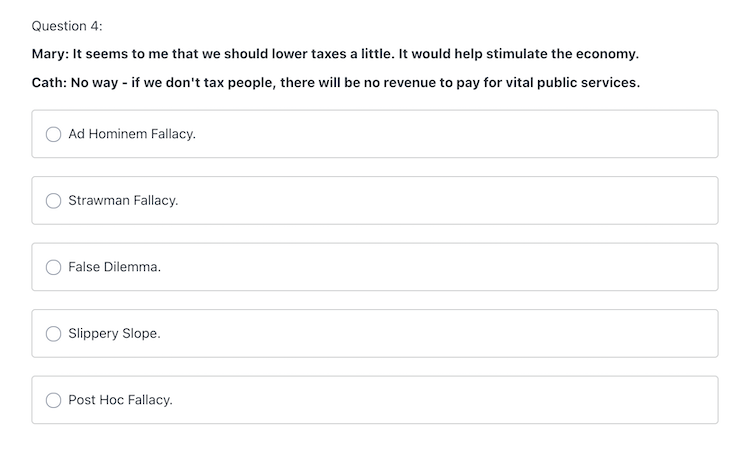 Question 4:
Mary: It seems to me that we should lower taxes a little. It would help stimulate the economy.
Cath: No way - if we don't tax people, there will be no revenue to pay for vital public services.
Ad Hominem Fallacy.
Strawman Fallacy.
False Dilemma.
Slippery Slope.
Post Hoc Fallacy.